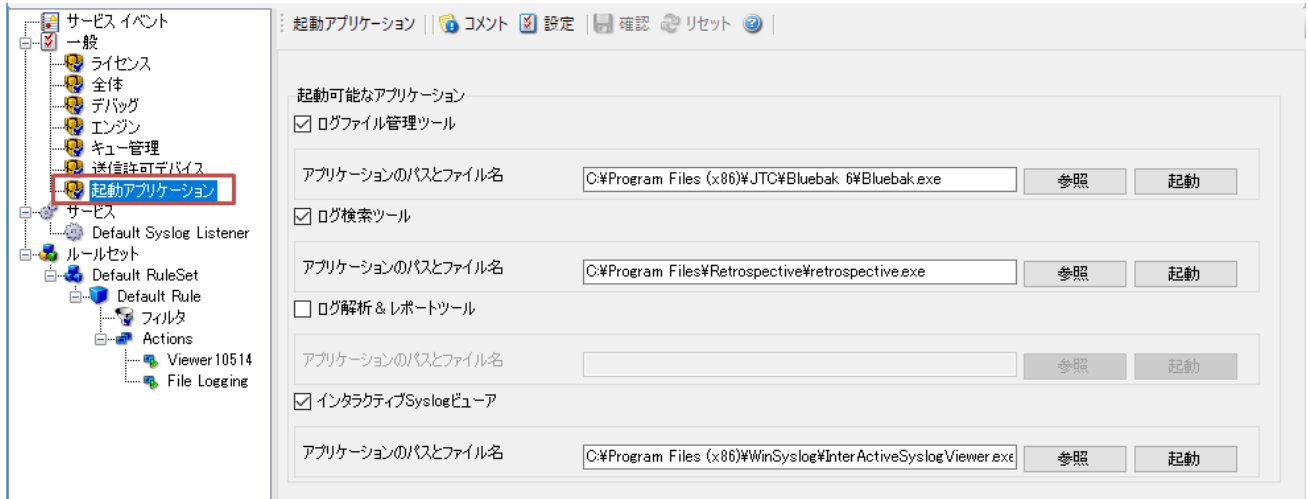 サービス イベント
一般
ライセンス
全体
デバッグ
エンジン
キュー管理
送信許可デバイス
起動アプリケーション
サービス
Default Syslog Listener
ルールセット
Default RuleSet
Default Rule
フィルタ
Actions
Viewer10514
File Logging
起動アプリケーション コメント 設定 確認 リセット
起動可能なアプリケーション
ログファイル管理ツール
アプリケーションのパスとファイル名 C:¥Program Files (x86)¥JTC¥Bluebak 6¥Bluebak.exe 参照 起動
ログ検索ツール
アプリケーションのパスとファイル名 C:¥Program Files¥Retrospective¥retrospective.exe 参照 起動
ログ解析&レポートツール
アプリケーションのパスとファイル名 参照 起動
インタラクティブSyslogビューア
アプリケーションのパスとファイル名 C:¥Program Files (x86)¥WinSyslog¥InterActiveSyslogViewer.exe 参照 起動